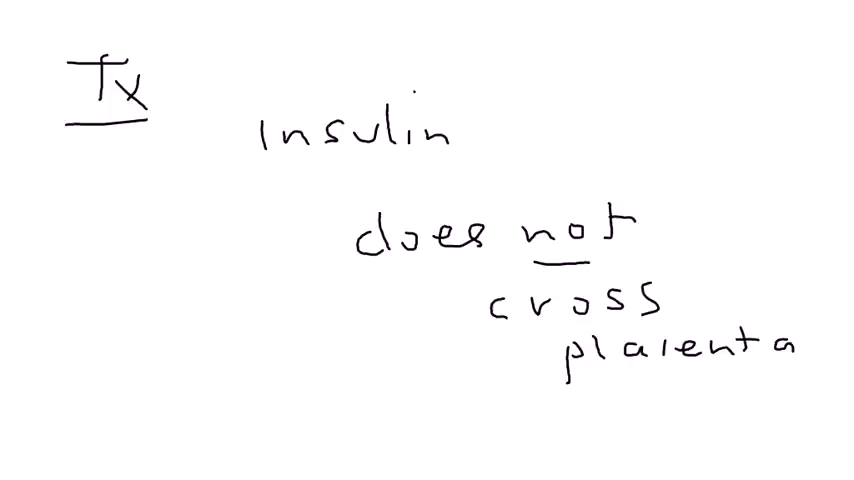 Tx
insulin
does not
cross
placenta